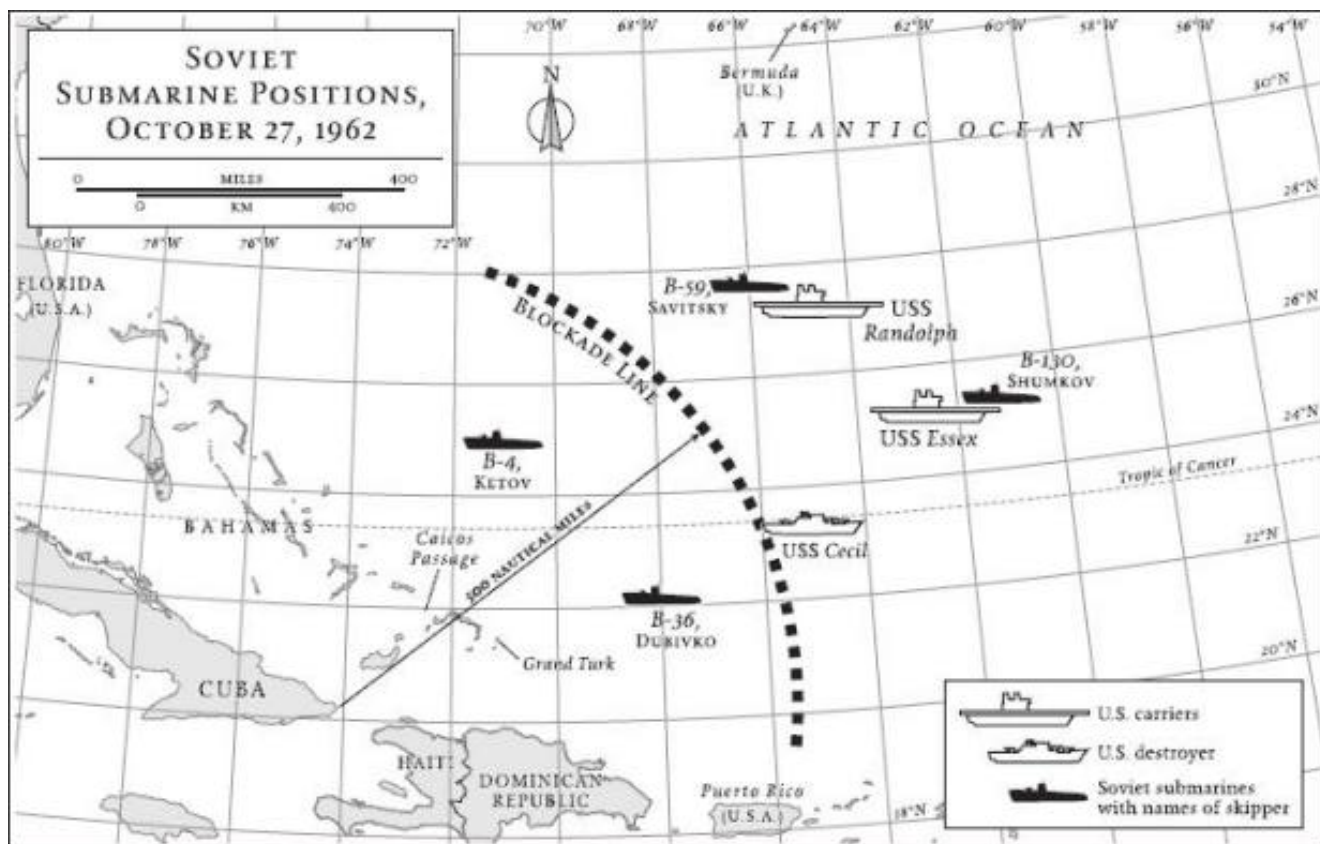 SOVIET
SUBMARINE POSITIONS,
OCTOBER 27, 1962
0 MILES 400
0 KM 400
70°W 68°W 66°W 64°W 62°W 60°W 58°W 56°W 54°W
Bermuda
(U.K.)
N
ATLANTIC OCEAN
30°N
28°N
80°W 78°W 76°W 74°W 72°W
FLORIDA
(U.S.A.)
B-59,
SAVITSKY
USS
Randolph
26°N
BLOCKADE LINE
B-130,
SHUMKOV
24°N
USS Essex
B-4,
KETOV
Tropic of Cancer
BAHAMAS
Caicos
Passage
500 NAUTICAL MILES
USS Cecil
22°N
B-36,
DUBIVKO
Grand Turk
20°N
CUBA
HAITI
DOMINICAN
REPUBLIC
Puerto Rico
(U.S.A.)
18°N
U.S. carriers
U.S. destroyer
Soviet submarines
with names of skipper